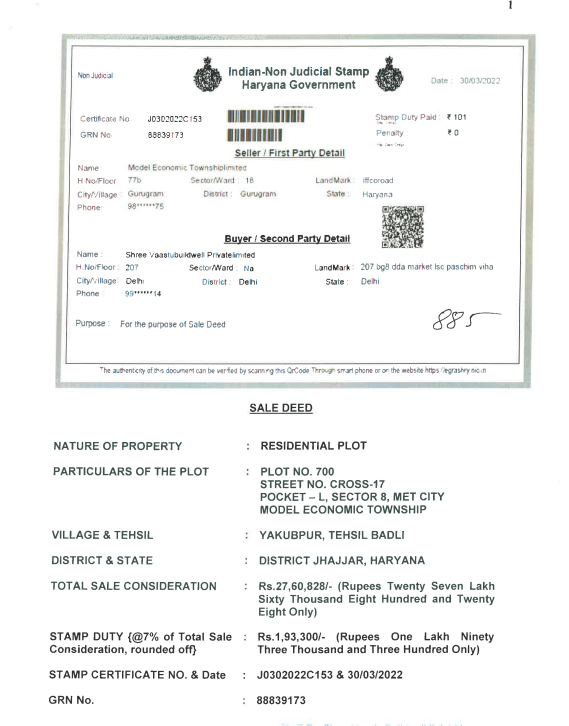 1
Non Judicial
Indian-Non Judicial Stamp
Haryana Government
Date : 30/03/2022
Certificate No. J0302022C153
Stamp Duty Paid : ₹ 101
GRN No. 88839173
Penalty : ₹ 0
Seller / First Party Detail
Name: Model Economic Townshiplimited
H.No/Floor : 77b Sector/Ward : 18 LandMark : iffcoroad
City/Village : Gurugram District : Gurugram State : Haryana
Phone: 98******75
Buyer / Second Party Detail
Name : Shree Vaastubuildwell Privatelimited
H.No/Floor : 207 Sector/Ward : Na LandMark : 207 bg8 dda market lsc paschim viha
City/Village: Delhi District : Delhi State : Delhi
Phone : 99******14
Purpose : For the purpose of Sale Deed
885
The authenticity of this document can be verified by scanning this QrCode Through smart phone or on the website https://egrashry.nic.in
SALE DEED
NATURE OF PROPERTY : RESIDENTIAL PLOT
PARTICULARS OF THE PLOT : PLOT NO. 700
STREET NO. CROSS-17
POCKET – L, SECTOR 8, MET CITY
MODEL ECONOMIC TOWNSHIP
VILLAGE & TEHSIL : YAKUBPUR, TEHSIL BADLI
DISTRICT & STATE : DISTRICT JHAJJAR, HARYANA
TOTAL SALE CONSIDERATION : Rs.27,60,828/- (Rupees Twenty Seven Lakh
Sixty Thousand Eight Hundred and Twenty
Eight Only)
STAMP DUTY {@7% of Total Sale : Rs.1,93,300/- (Rupees One Lakh Ninety
Consideration, rounded off} Three Thousand and Three Hundred Only)
STAMP CERTIFICATE NO. & Date : J0302022C153 & 30/03/2022
GRN No. : 88839173